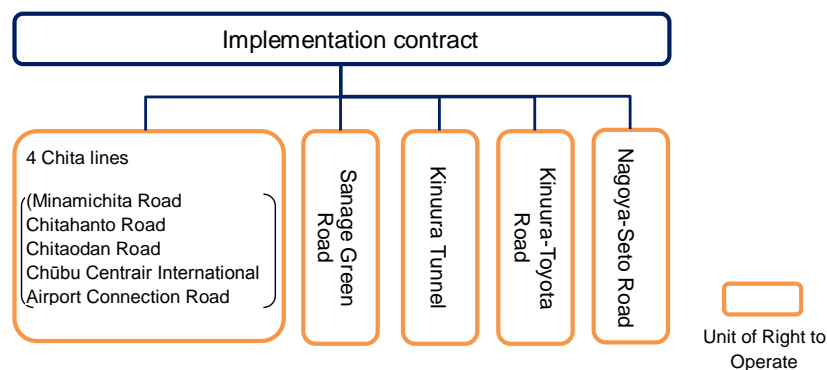 Implementation contract
4 Chita lines
(Minamichita Road
Chitahanto Road
Chitaodan Road
Chūbu Centrair International
Airport Connection Road
Sanage Green
Road
Kinuura Tunnel
Kinuura-Toyota
Road
Nagoya-Seto Road
Unit of Right to
Operate